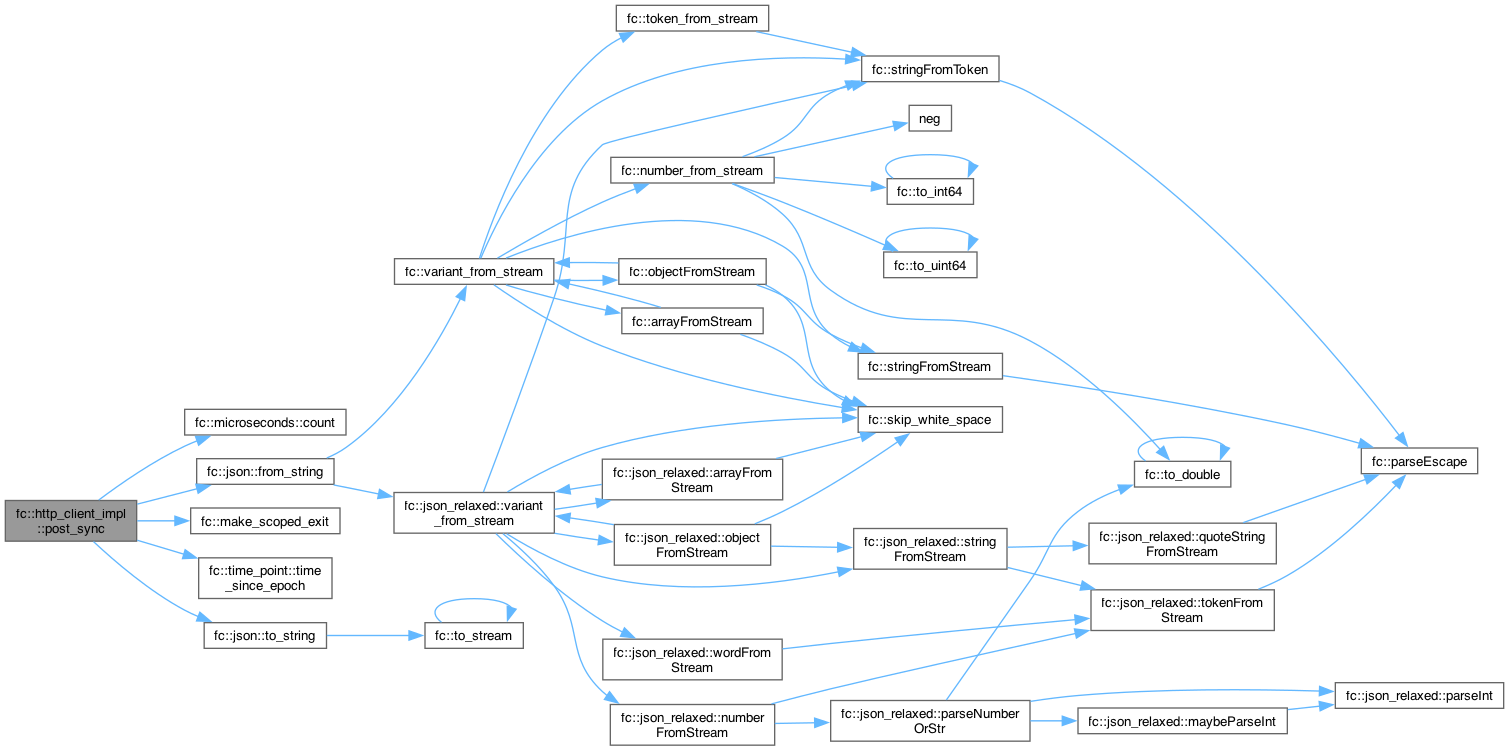 fc::http_client_impl
::post_sync
fc::microseconds::count
fc::json::from_string
fc::make_scoped_exit
fc::time_point::time
_since_epoch
fc::json::to_string
fc::variant_from_stream
fc::json_relaxed::variant
_from_stream
fc::to_stream
fc::token_from_stream
fc::number_from_stream
fc::objectFromStream
fc::arrayFromStream
fc::json_relaxed::arrayFrom
Stream
fc::json_relaxed::object
FromStream
fc::json_relaxed::wordFrom
Stream
fc::json_relaxed::number
FromStream
fc::stringFromToken
neg
fc::to_int64
fc::to_uint64
fc::stringFromStream
fc::skip_white_space
fc::json_relaxed::string
FromStream
fc::json_relaxed::parseNumber
OrStr
fc::to_double
fc::json_relaxed::quoteString
FromStream
fc::json_relaxed::tokenFrom
Stream
fc::json_relaxed::maybeParseInt
fc::parseEscape
fc::json_relaxed::parseInt